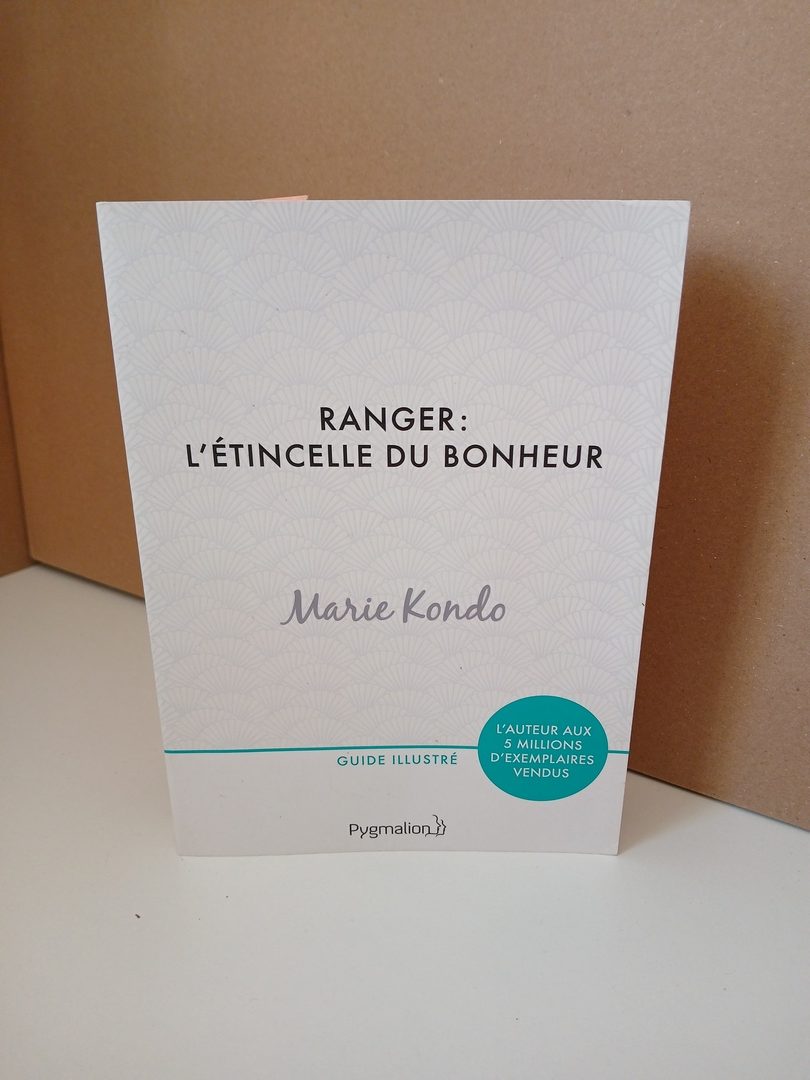 RANGER :
L'ÉTINCELLE DU BONHEUR
Marie Kondo
GUIDE ILLUSTRÉ
L'AUTEUR AUX
5 MILLIONS
D'EXEMPLAIRES
VENDUS
Pygmalion